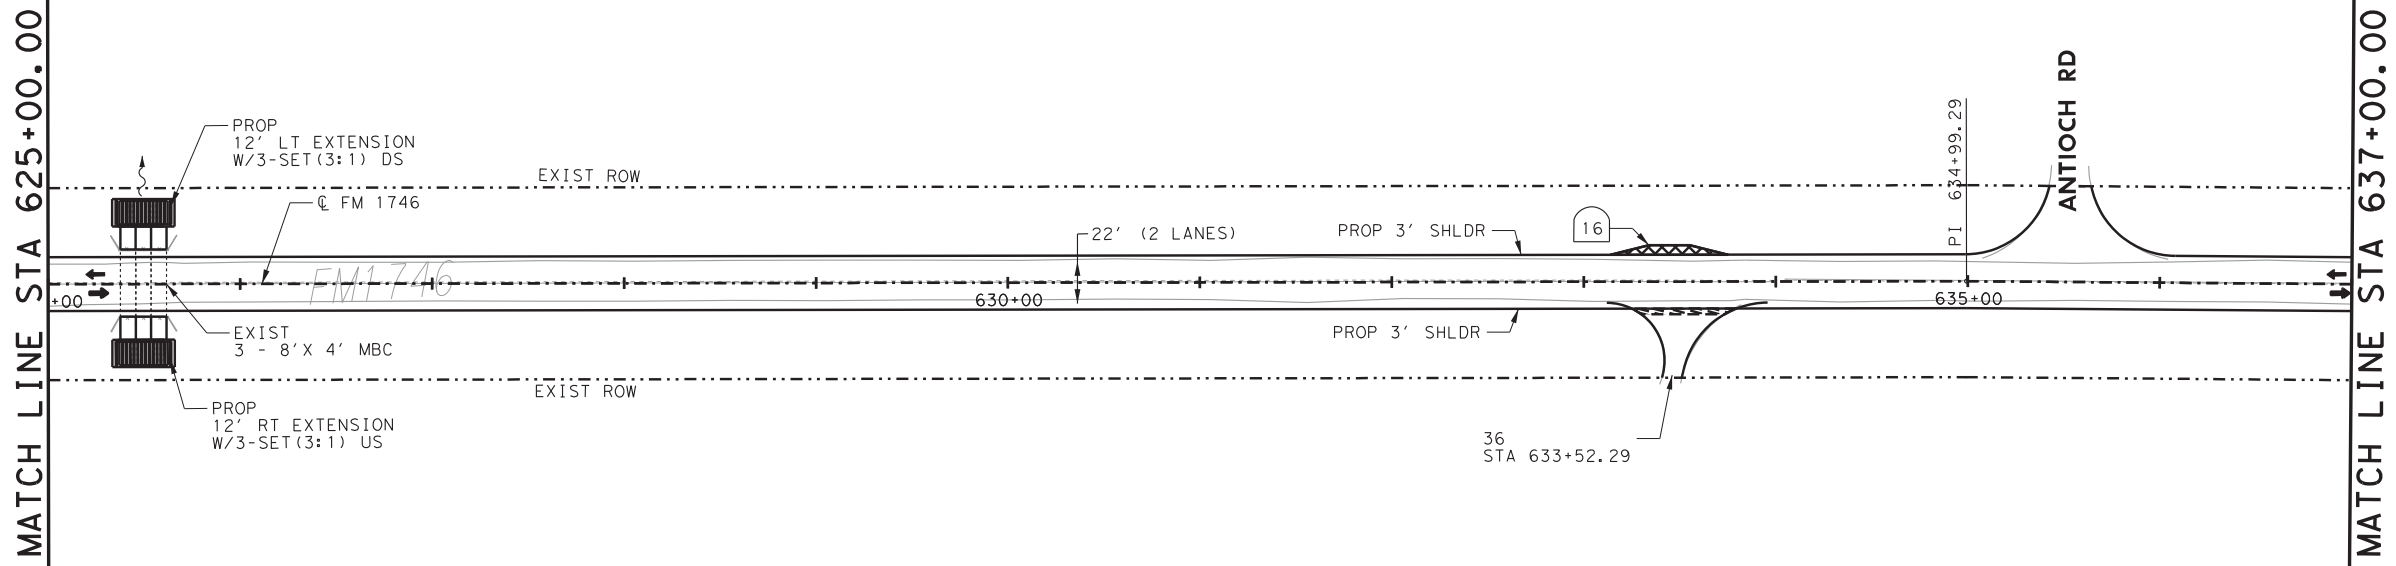 MATCH LINE STA 625+00.00
PROP
12' LT EXTENSION
W/3-SET(3:1) DS
EXIST ROW
℄ FM 1746
22' (2 LANES)
PROP 3' SHLDR
16
PI 634+99.29
ANTIOCH RD
FM1746
+00
630+00
635+00
EXIST
3 - 8'X 4' MBC
PROP 3' SHLDR
EXIST ROW
PROP
12' RT EXTENSION
W/3-SET(3:1) US
36
STA 633+52.29
MATCH LINE STA 637+00.00